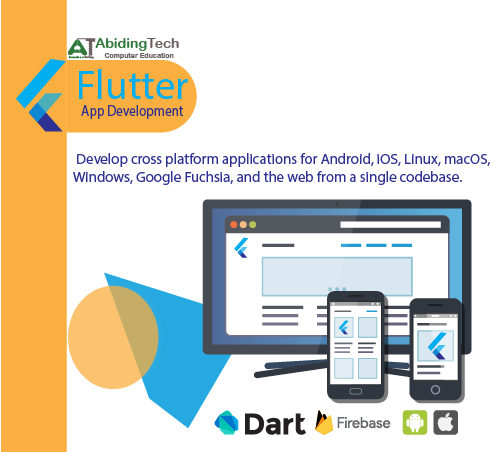 AT AbidingTech
Computer Education
Flutter
App Development
Develop cross platform applications for Android, iOS, Linux, macOS,
Windows, Google Fuchsia, and the web from a single codebase.
Dart Firebase